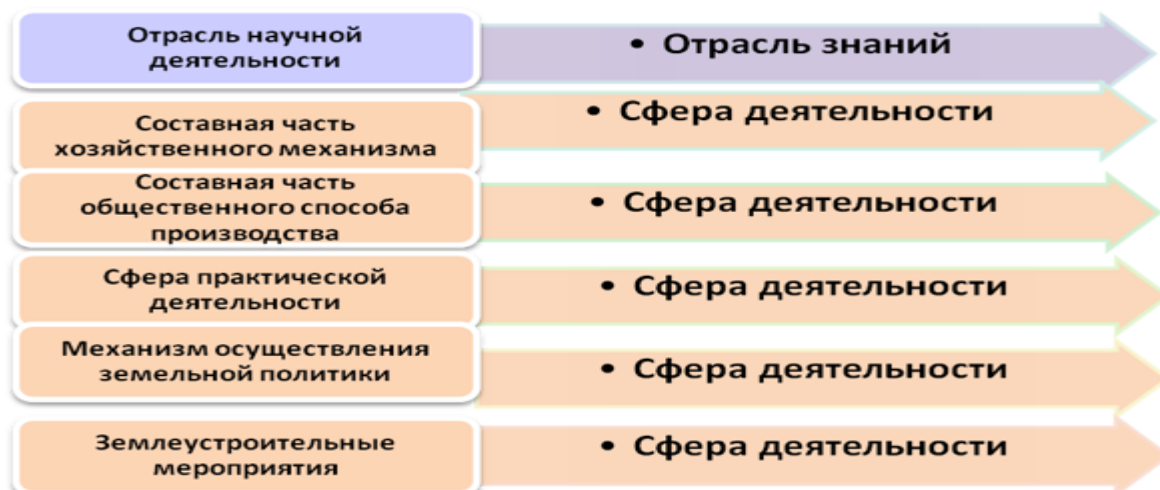 Отрасль научной
деятельности
• Отрасль знаний
Составная часть
хозяйственного механизма
• Сфера деятельности
Составная часть
общественного способа
производства
• Сфера деятельности
Сфера практической
деятельности
• Сфера деятельности
Механизм осуществления
земельной политики
• Сфера деятельности
Землеустроительные
мероприятия
• Сфера деятельности